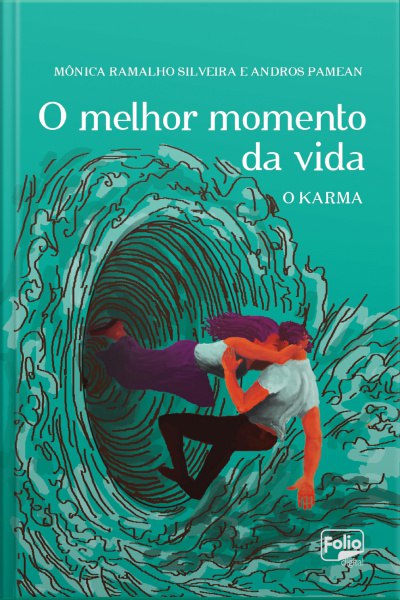 MÔNICA RAMALHO SILVEIRA E ANDROS PAMEAN
O melhor momento
da vida
O KARMA
Folio
digital